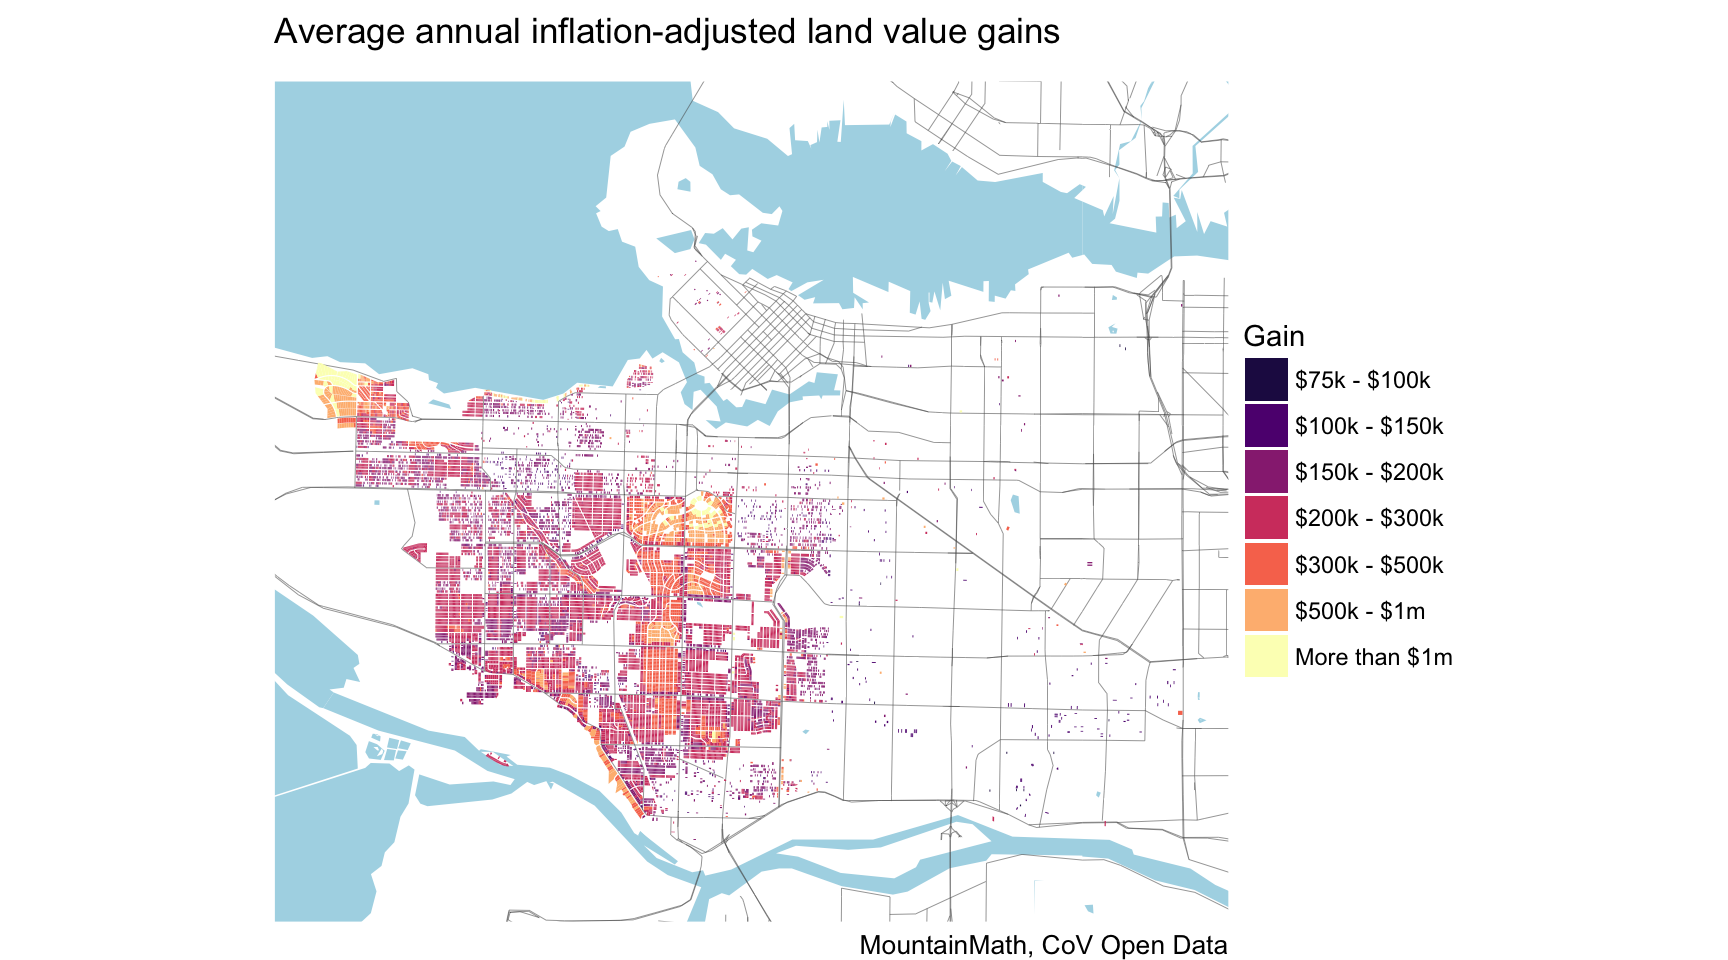 Average annual inflation-adjusted land value gains
Gain
$75k - $100k
$100k - $150k
$150k - $200k
$200k - $300k
$300k - $500k
$500k - $1m
More than $1m
MountainMath, CoV Open Data